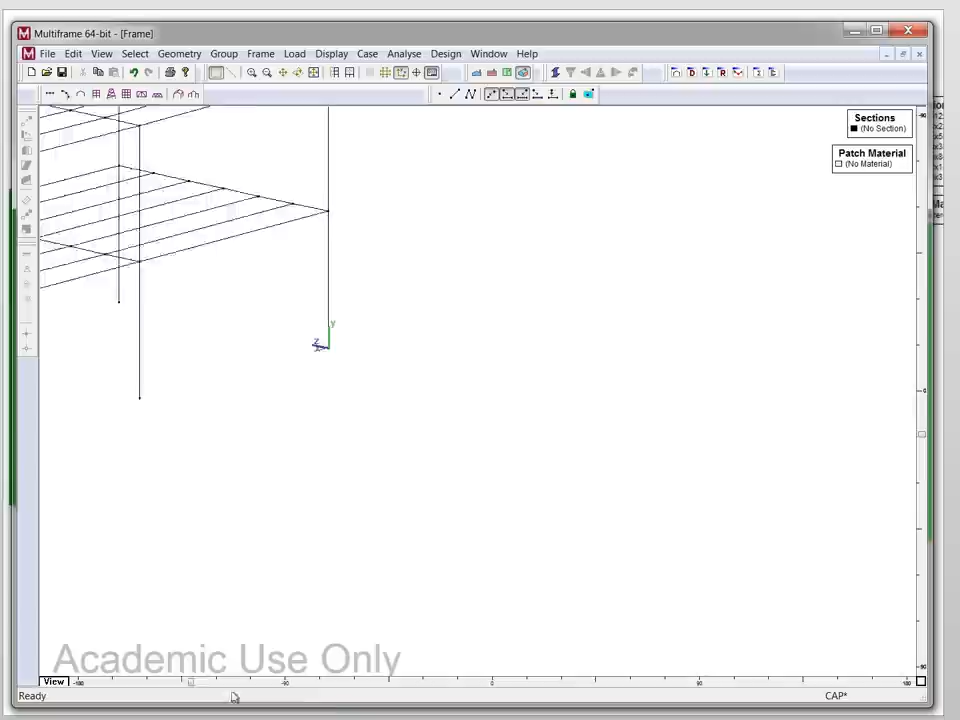 Multiframe 64-bit - [Frame]
File Edit View Select Geometry Group Frame Load Display Case Analyse Design Window Help
Sections
(No Section)
Patch Material
(No Material)
y
z
x
Academic Use Only
View
Ready
CAP*